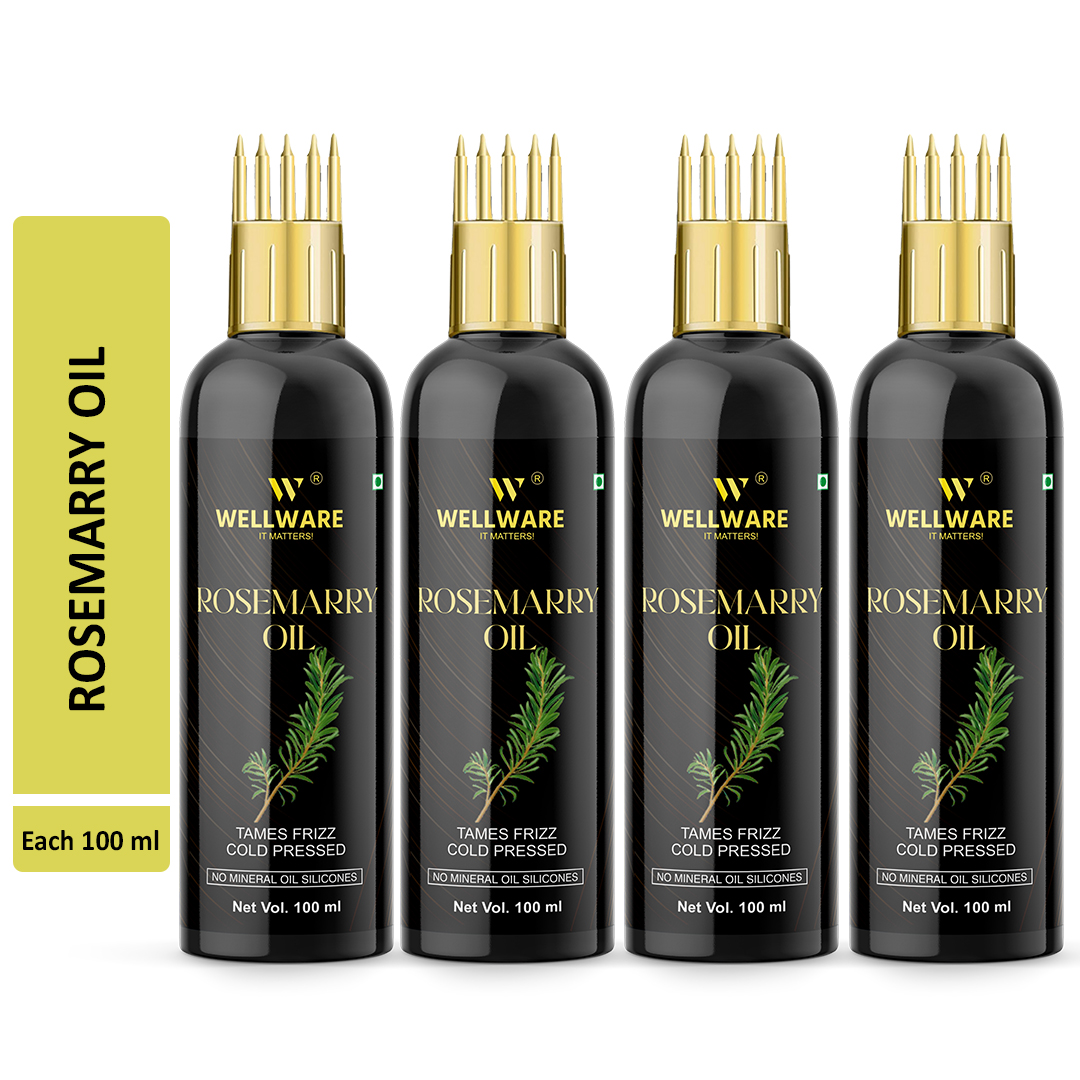 ROSEMARRY OIL
Each 100 ml
W ®
WELLWARE
IT MATTERS!
ROSEMARRY
OIL
TAMES FRIZZ
COLD PRESSED
NO MINERAL OIL SILICONES
Net Vol. 100 ml
W ®
WELLWARE
IT MATTERS!
ROSEMARRY
OIL
TAMES FRIZZ
COLD PRESSED
NO MINERAL OIL SILICONES
Net Vol. 100 ml
W ®
WELLWARE
IT MATTERS!
ROSEMARRY
OIL
TAMES FRIZZ
COLD PRESSED
NO MINERAL OIL SILICONES
Net Vol. 100 ml
W ®
WELLWARE
IT MATTERS!
ROSEMARRY
OIL
TAMES FRIZZ
COLD PRESSED
NO MINERAL OIL SILICONES
Net Vol. 100 ml